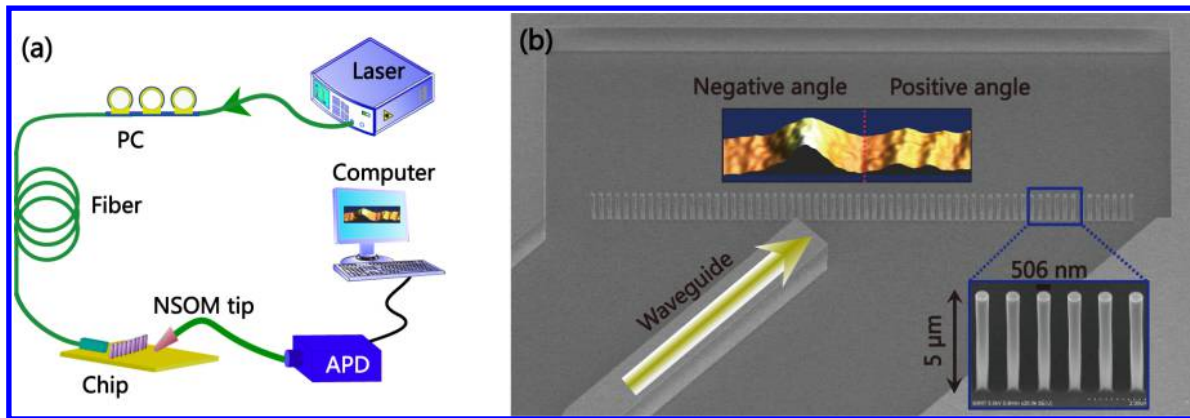 (a)
Laser
PC
Computer
Fiber
NSOM tip
APD
Chip
(b)
Negative angle
Positive angle
Waveguide
506 nm
5 μm